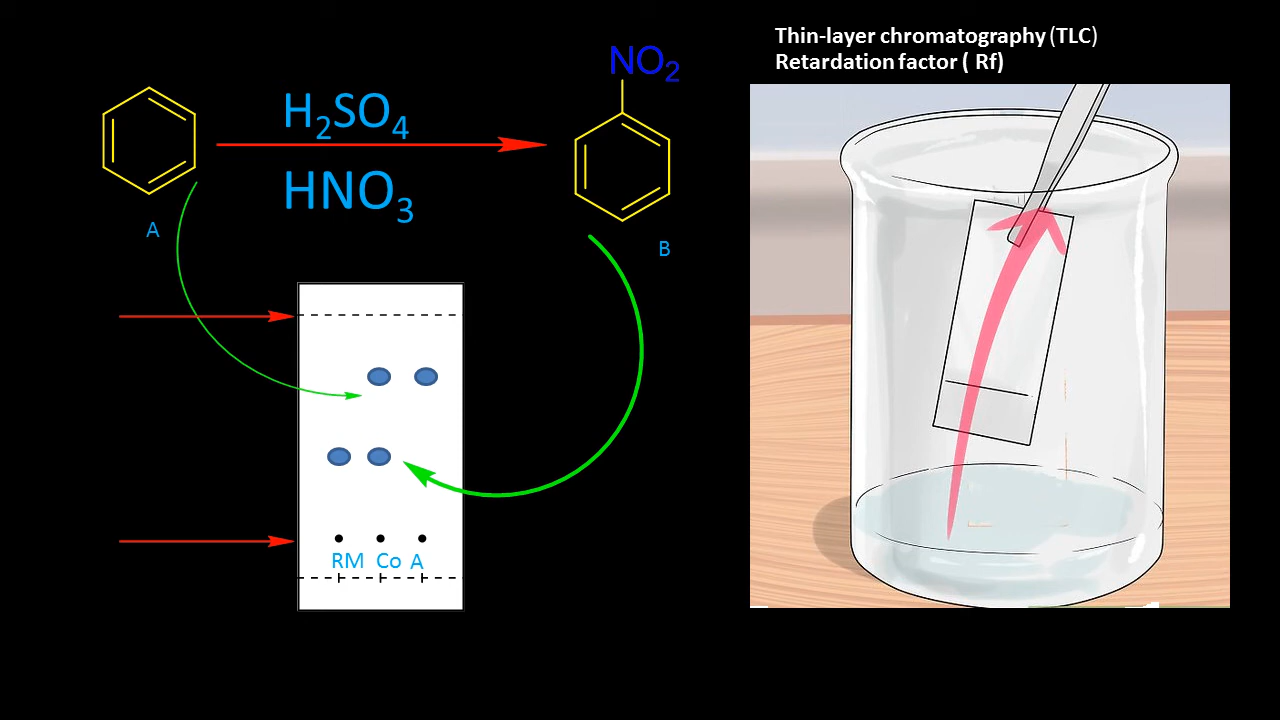 Thin-layer chromatography (TLC)
Retardation factor ( Rf)
NO₂
H₂SO₄
HNO₃
A
B
RM Co A